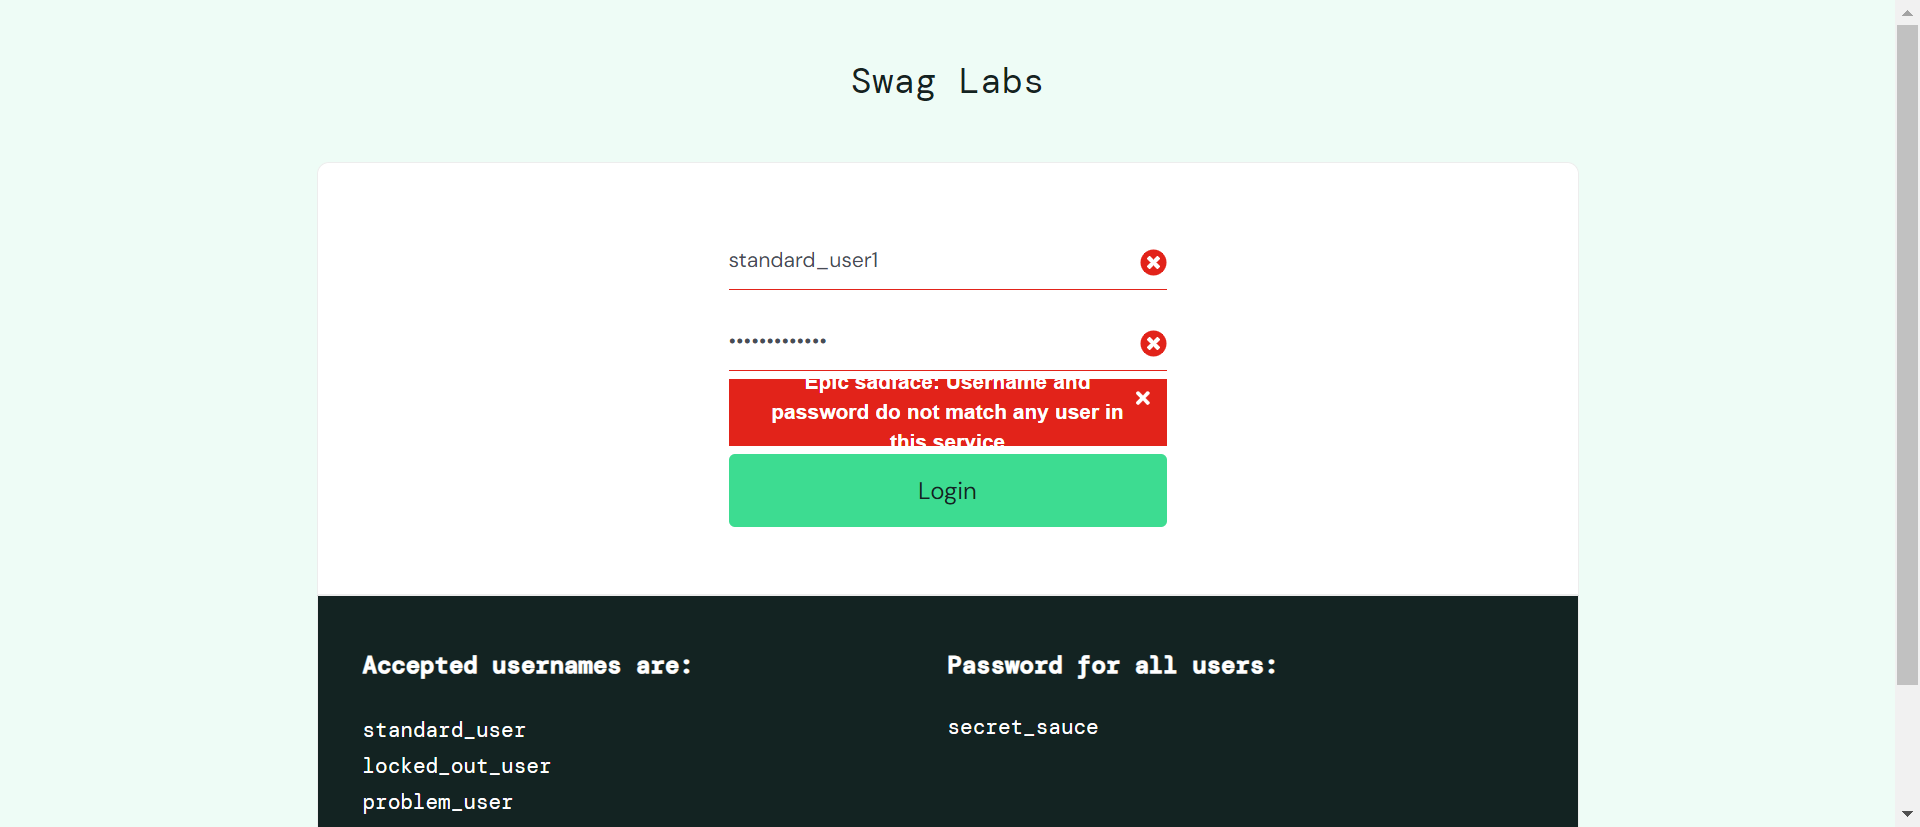 Swag Labs
standard_user1
•••••••••••••
Epic sadface: Username and
password do not match any user in
this service
Login
Accepted usernames are:
standard_user
locked_out_user
problem_user
Password for all users:
secret_sauce